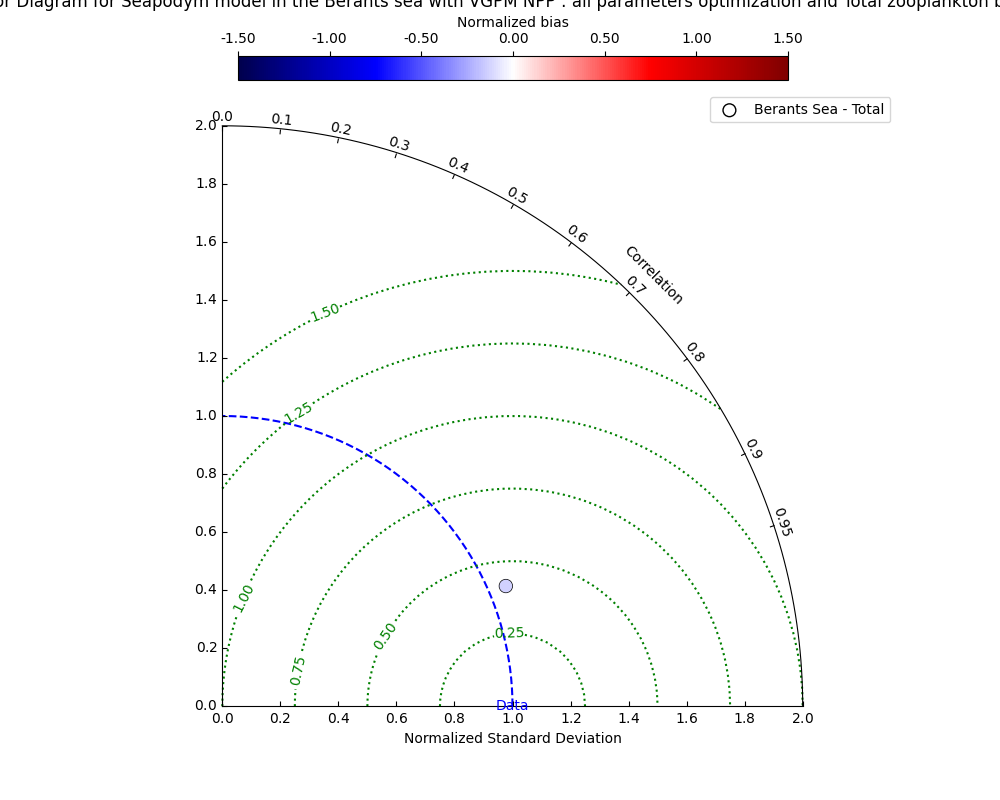 or Diagram for Seapodym model in the Berants sea with VGPM NPP : all parameters optimization and Total zooplankton b
Normalized bias
-1.50 -1.00 -0.50 0.00 0.50 1.00 1.50
Berants Sea - Total
0.0 0.1 0.2 0.3 0.4 0.5 0.6 0.7 0.8 0.9 0.95
Correlation
2.0
1.8
1.6
1.4
1.2
1.0
0.8
0.6
0.4
0.2
0.0
1.50
1.25
1.00
0.75
0.50
0.25
Data
0.0 0.2 0.4 0.6 0.8 1.0 1.2 1.4 1.6 1.8 2.0
Normalized Standard Deviation